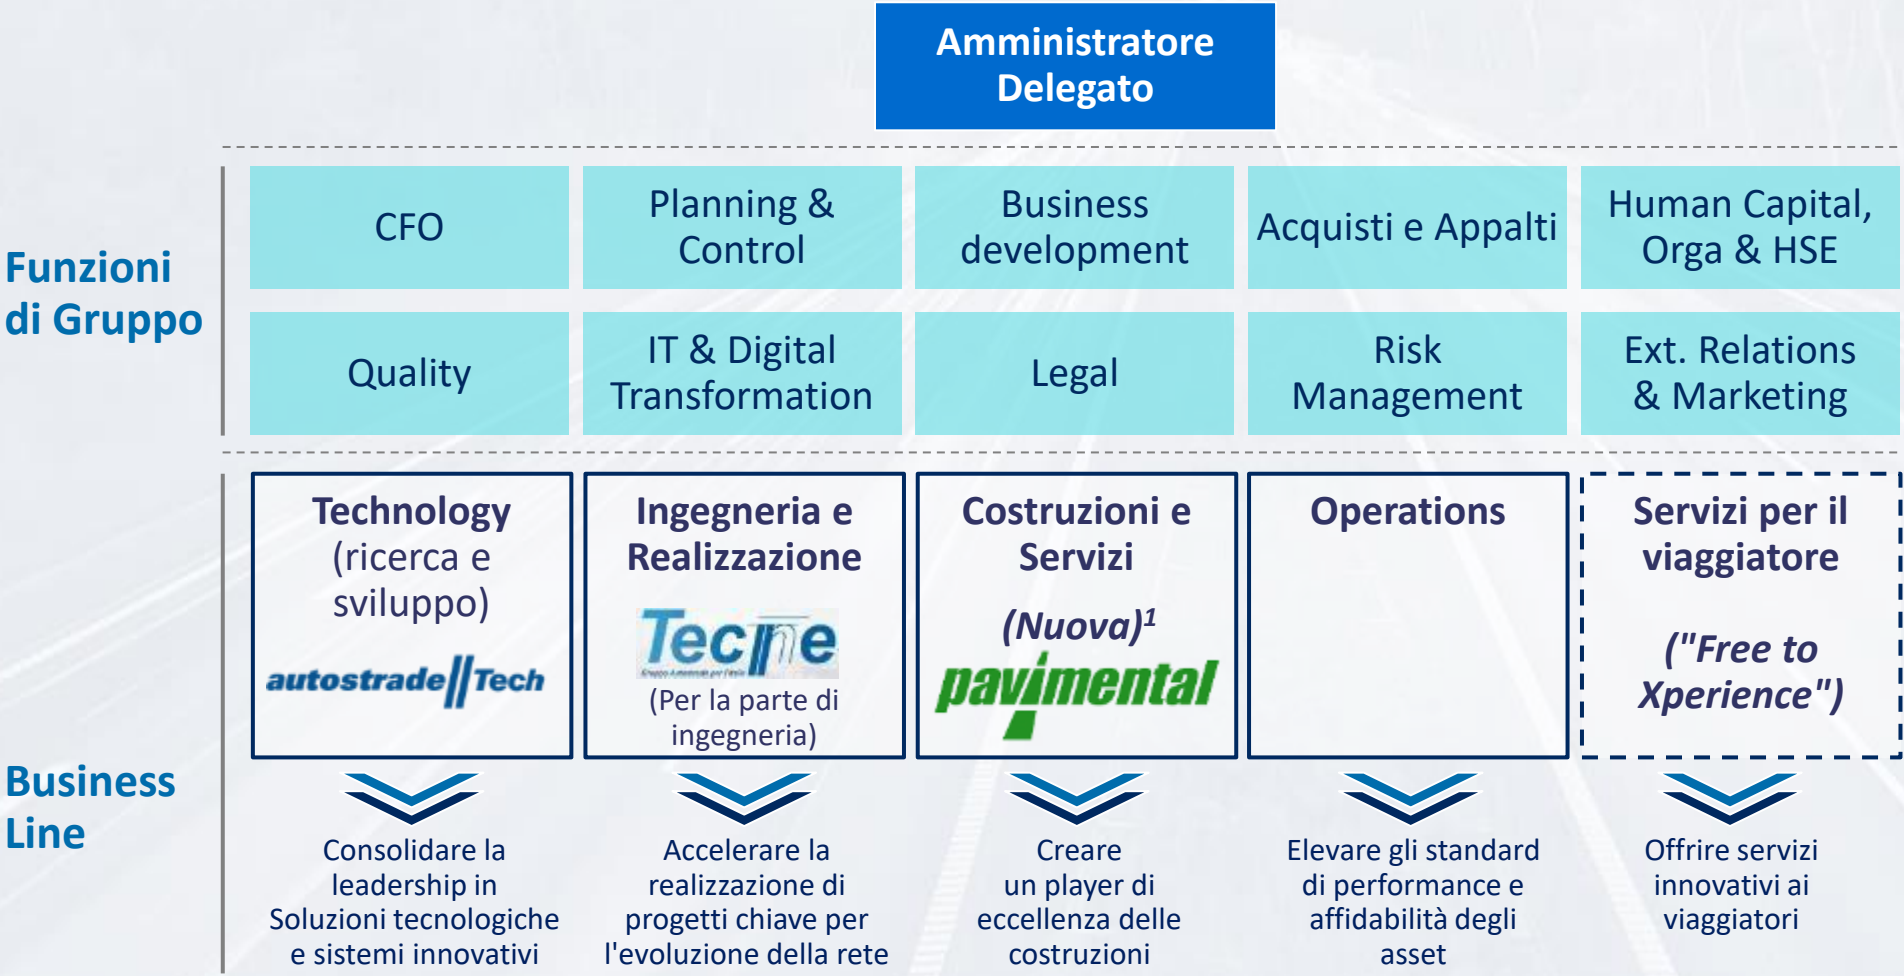 Amministratore
Delegato
Funzioni
di Gruppo
CFO
Planning &
Control
Business
development
Acquisti e Appalti
Human Capital,
Orga & HSE
Quality
IT & Digital
Transformation
Legal
Risk
Management
Ext. Relations
& Marketing
Business
Line
Technology
(ricerca e
sviluppo)
autostrade//Tech
Ingegneria e
Realizzazione
Tecne
Gruppo Autostrade per l'Italia
(Per la parte di
ingegneria)
Costruzioni e
Servizi
(Nuova)¹
pavimental
Operations
Servizi per il
viaggiatore
("Free to
Xperience")
Consolidare la
leadership in
Soluzioni tecnologiche
e sistemi innovativi
Accelerare la
realizzazione di
progetti chiave per
l'evoluzione della rete
Creare
un player di
eccellenza delle
costruzioni
Elevare gli standard
di performance e
affidabilità degli
asset
Offrire servizi
innovativi ai
viaggiatori